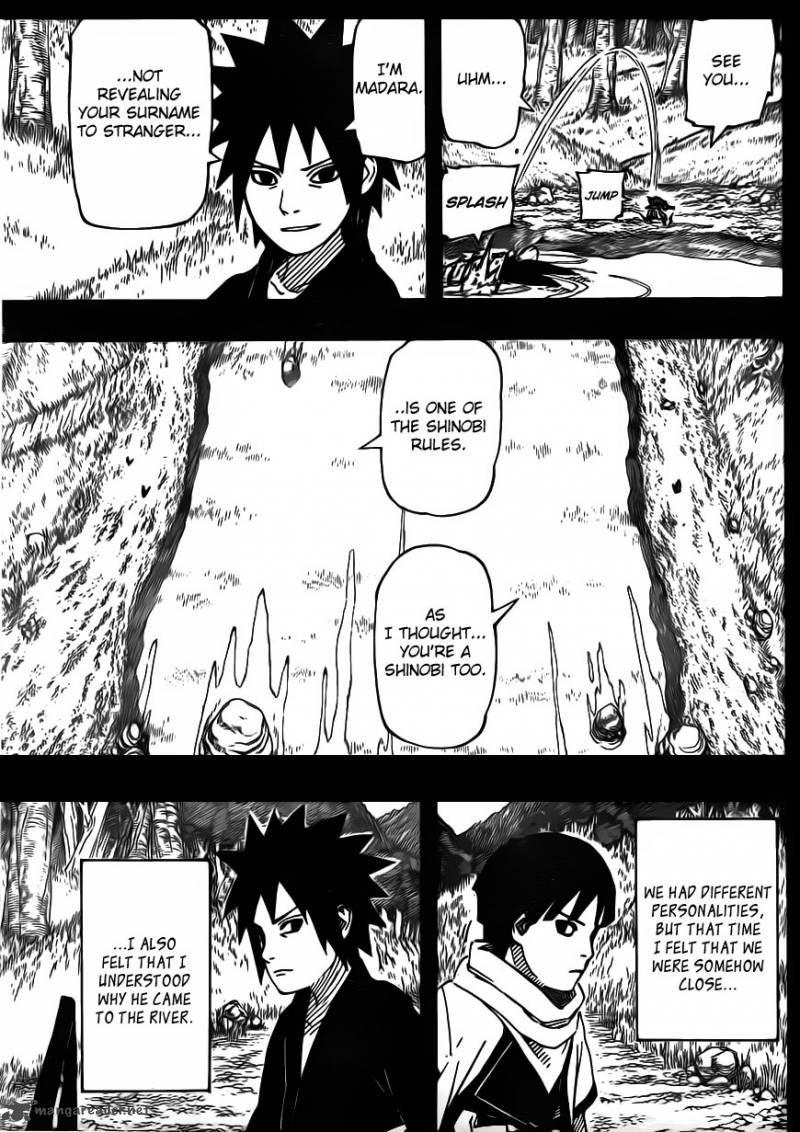 SEE
YOU...
UHM...
JUMP
SPLASH
I'M
MADARA.
...NOT
REVEALING
YOUR SURNAME
TO STRANGER...
..IS ONE OF
THE SHINOBI
RULES.
AS
I THOUGHT...
YOU'RE A
SHINOBI TOO.
WE HAD DIFFERENT
PERSONALITIES,
BUT THAT TIME
I FELT THAT WE
WERE SOMEHOW
CLOSE...
...I ALSO
FELT THAT I
UNDERSTOOD
WHY HE CAME
TO THE RIVER.
mangareader.net